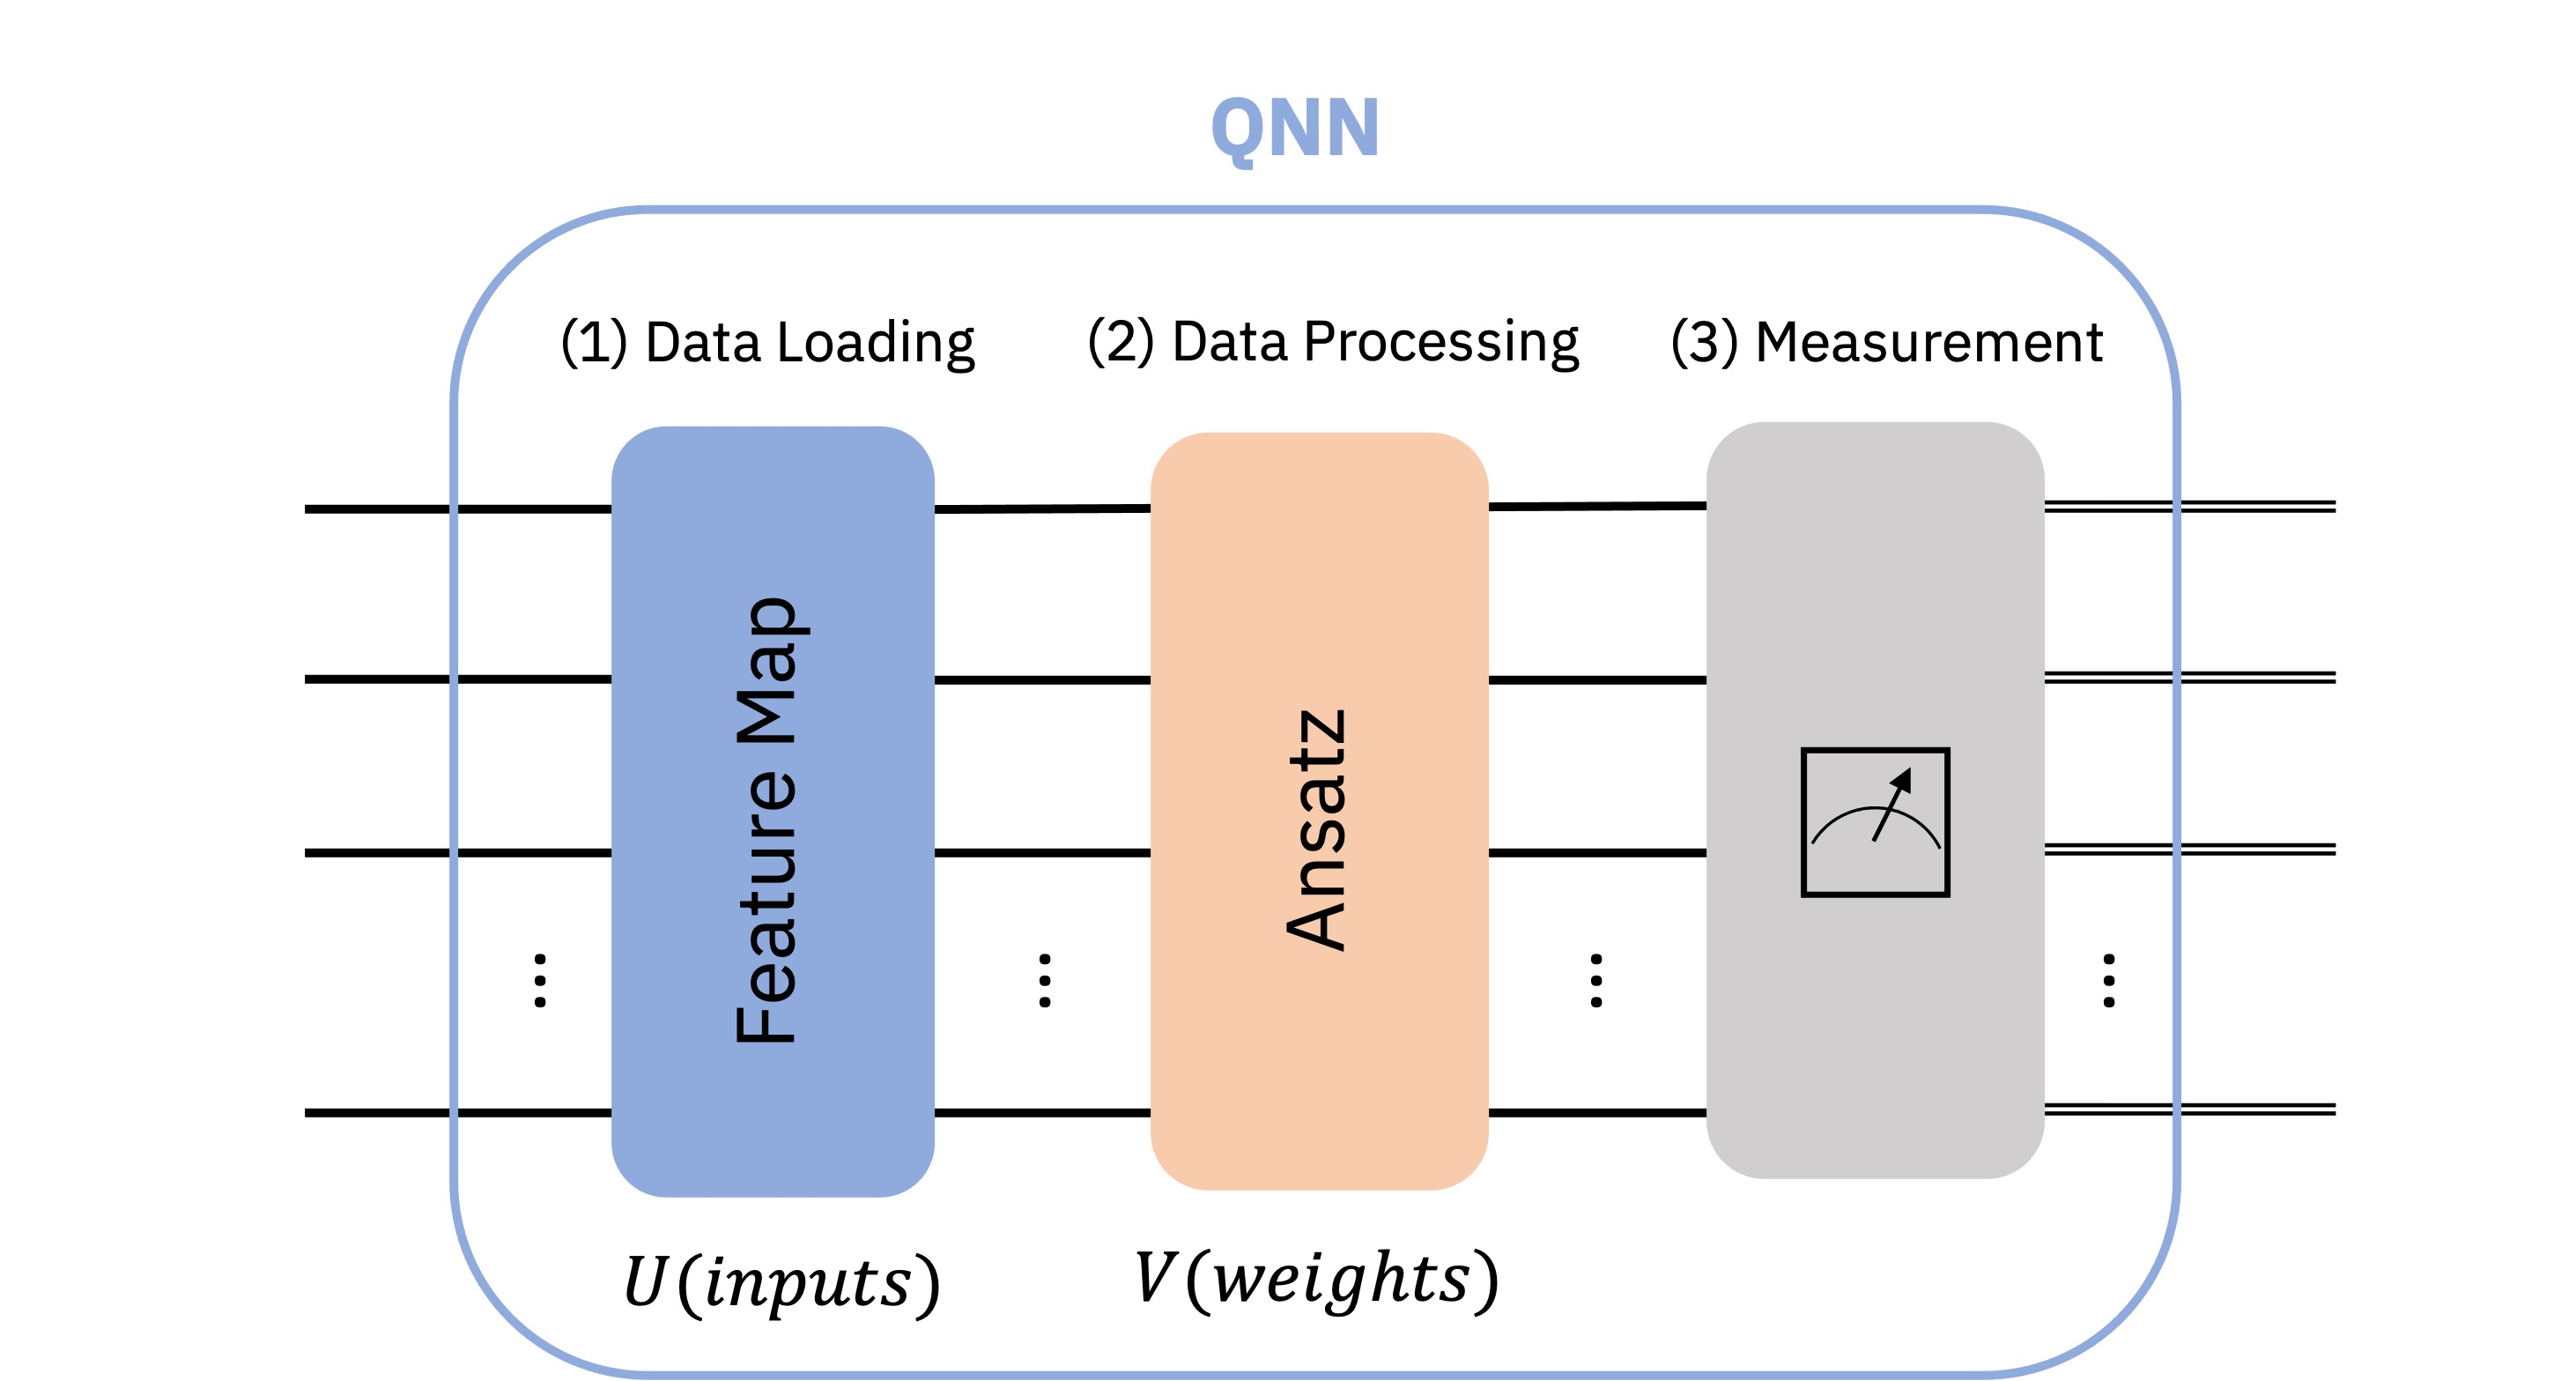 QNN
(1) Data Loading
(2) Data Processing
(3) Measurement
Feature Map
Ansatz
U(inputs)
V(weights)